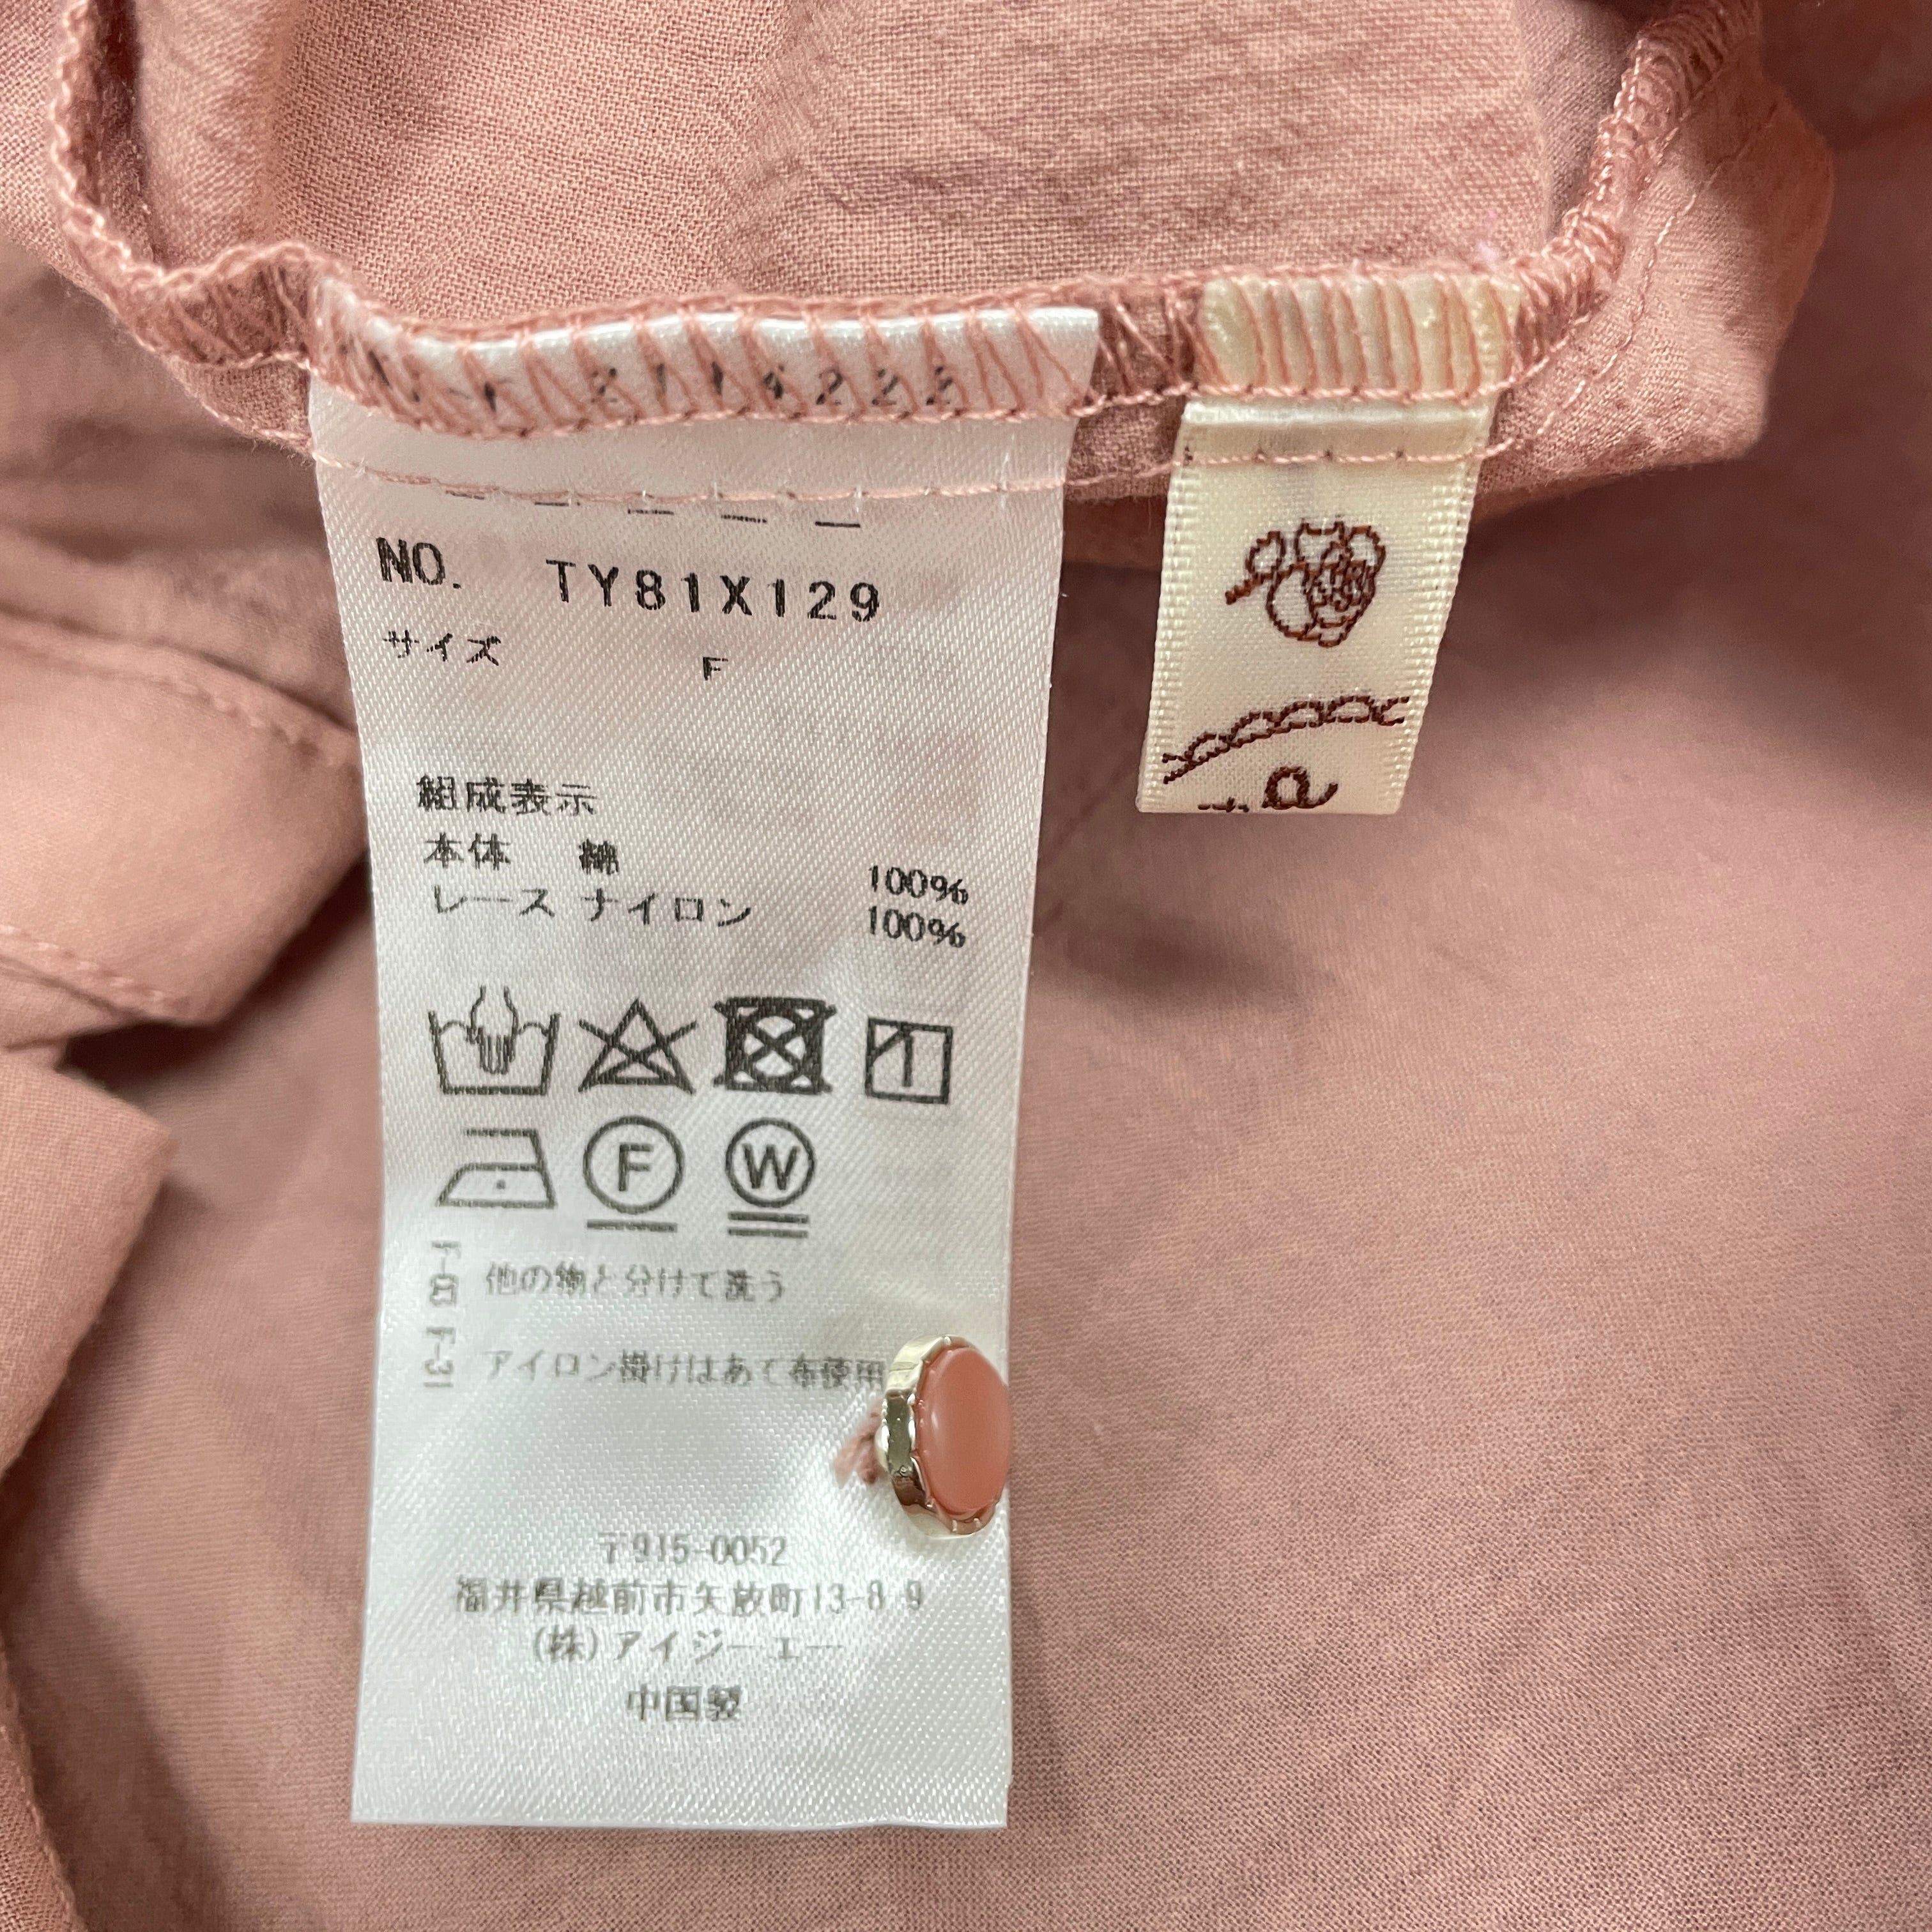 NO. TY81X129
サイズ F
組成表示
本体 綿 100%
レース ナイロン 100%
F
W
他の物と分けて洗う
アイロン掛けはあて布使用
〒915-0052
福井県越前市矢放町13-8-9
(株)アイジーエー
中国製